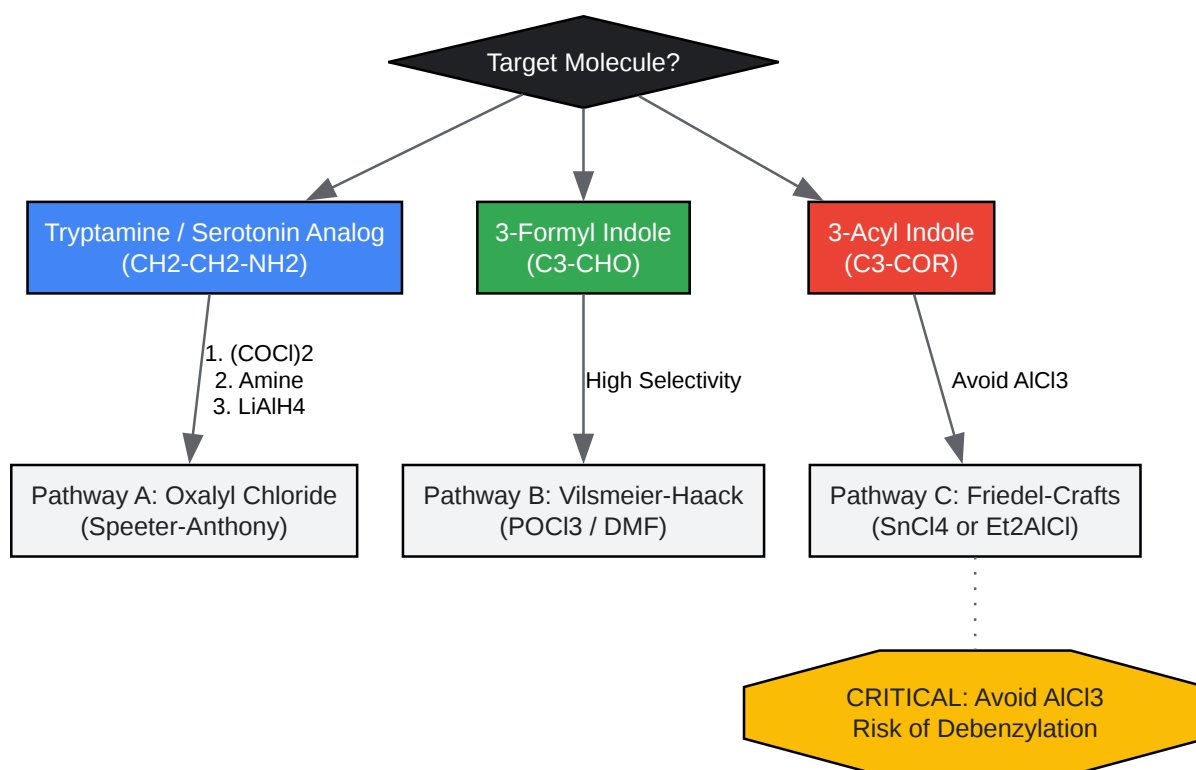 Target Molecule?
Tryptamine / Serotonin Analog
(CH2-CH2-NH2)
3-Formyl Indole
(C3-CHO)
3-Acyl Indole
(C3-COR)
1. (COCl)2
2. Amine
3. LiAlH4
High Selectivity
Avoid AlCl3
Pathway A: Oxalyl Chloride
(Speeter-Anthony)
Pathway B: Vilsmeier-Haack
(POCl3 / DMF)
Pathway C: Friedel-Crafts
(SnCl4 or Et2AlCl)
CRITICAL: Avoid AlCl3
Risk of Debenzylation